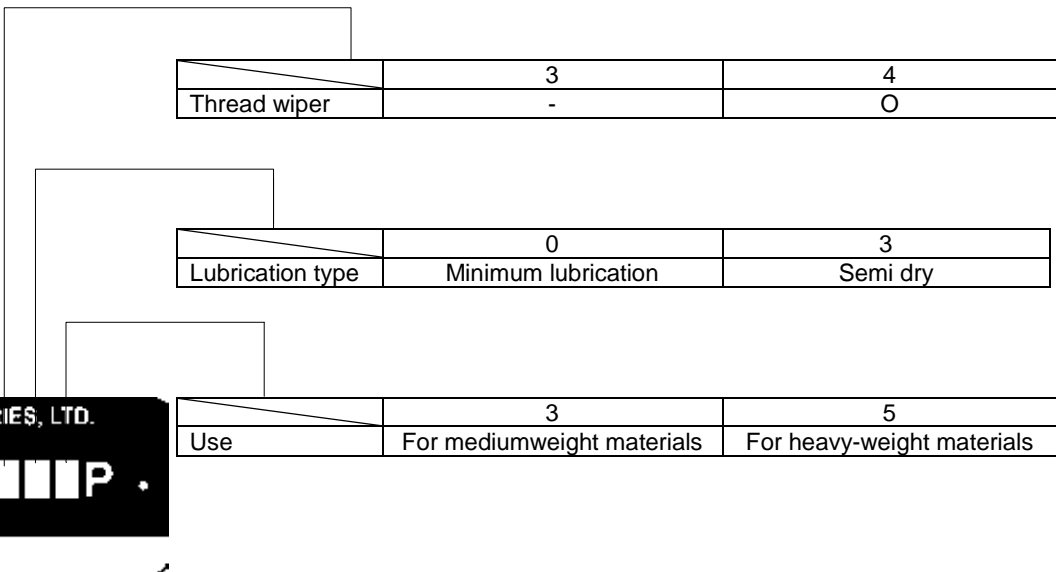 3 4
Thread wiper - O
0 3
Lubrication type Minimum lubrication Semi dry
3 5
Use For mediumweight materials For heavy-weight materials
LTD.
P .